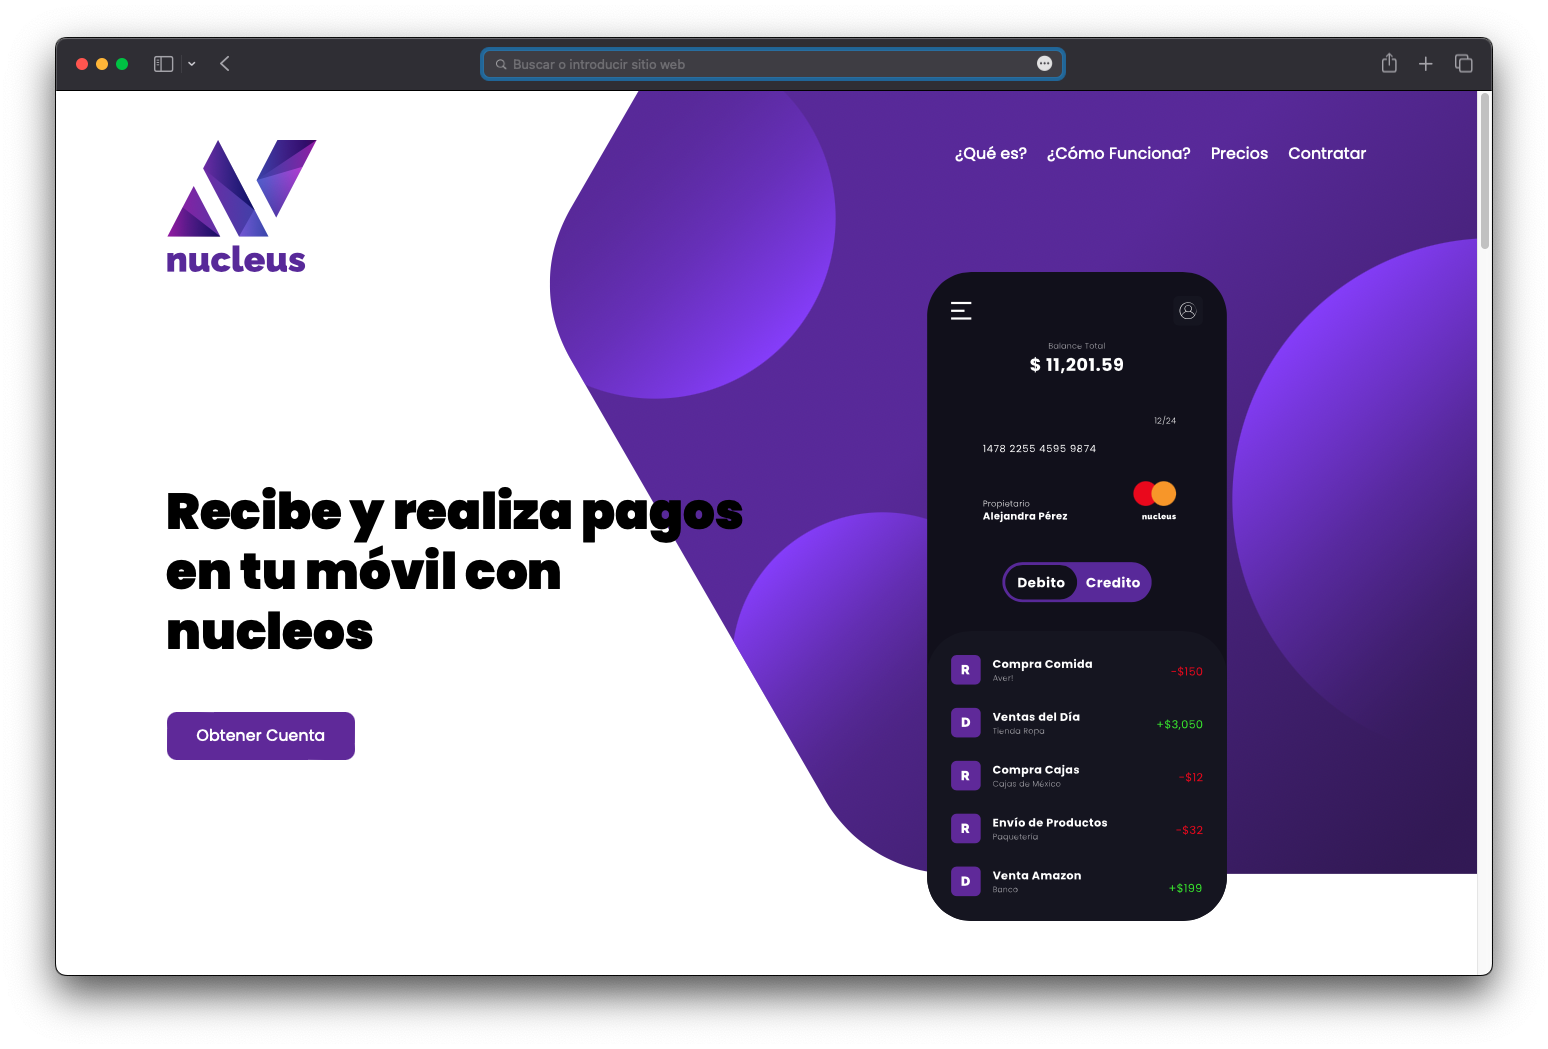 Buscar o introducir sitio web
nucleus
¿Qué es? ¿Cómo Funciona? Precios Contratar
Recibe y realiza pagos
en tu móvil con
nucleos
Obtener Cuenta
Balance Total
$ 11,201.59
12/24
1478 2255 4595 9874
Propietario
Alejandra Pérez
nucleus
Debito Credito
R Compra Comida -$150
Aver!
D Ventas del Día +$3,050
Tienda Ropa
R Compra Cajas -$12
Cajas de México
R Envío de Productos -$32
Paquetería
D Venta Amazon +$199
Banco